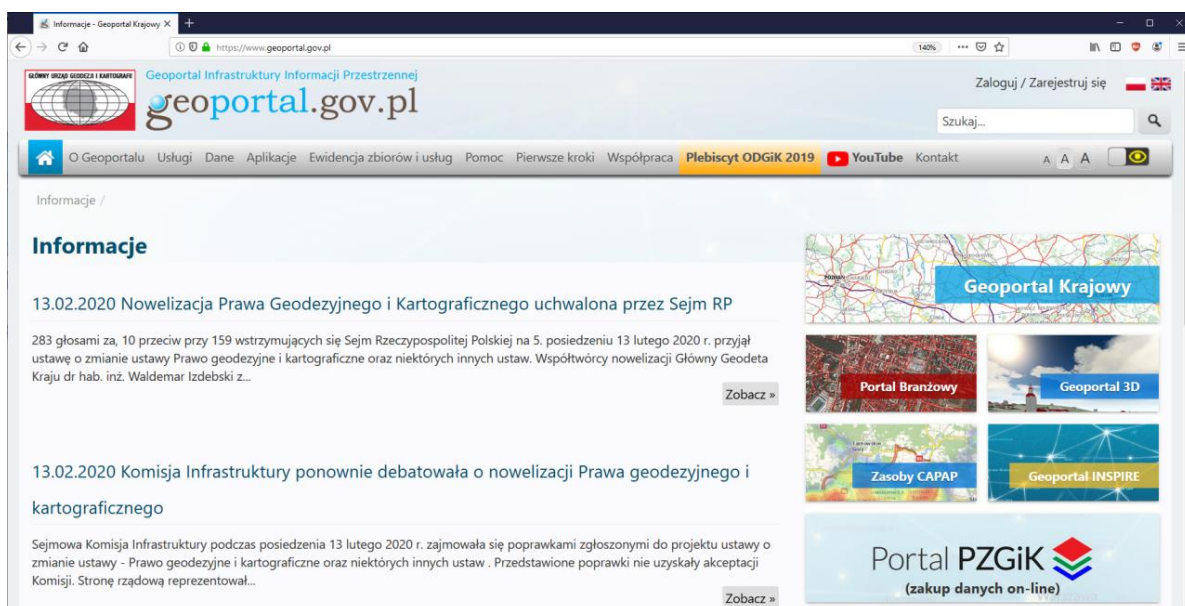 Informacje - Geoportal Krajowy
https://www.geoportal.gov.pl
140%
GŁÓWNY URZĄD GEODEZJI I KARTOGRAFII
Geoportal Infrastruktury Informacji Przestrzennej
geoportal.gov.pl
Zaloguj / Zarejestruj się
Szukaj...
O Geoportalu Usługi Dane Aplikacje Ewidencja zbiorów i usług Pomoc Pierwsze kroki Współpraca Plebiscyt ODGiK 2019 YouTube Kontakt A A A
Informacje /
Informacje
13.02.2020 Nowelizacja Prawa Geodezyjnego i Kartograficznego uchwalona przez Sejm RP
283 głosami za, 10 przeciw przy 159 wstrzymujących się Sejm Rzeczypospolitej Polskiej na 5. posiedzeniu 13 lutego 2020 r. przyjął
ustawę o zmianie ustawy Prawo geodezyjne i kartograficzne oraz niektórych innych ustaw. Współtwórcy nowelizacji Główny Geodeta
Kraju dr hab. inż. Waldemar Izdebski z...
Zobacz »
13.02.2020 Komisja Infrastruktury ponownie debatowała o nowelizacji Prawa geodezyjnego i
kartograficznego
Sejmowa Komisja Infrastruktury podczas posiedzenia 13 lutego 2020 r. zajmowała się poprawkami zgłoszonymi do projektu ustawy o
zmianie ustawy - Prawo geodezyjne i kartograficzne oraz niektórych innych ustaw . Przedstawione poprawki nie uzyskały akceptacji
Komisji. Stronę rządową reprezentował...
Zobacz »
Geoportal Krajowy
Portal Branżowy
Geoportal 3D
Zasoby CAPAP
Geoportal INSPIRE
Portal PZGiK
(zakup danych on-line)